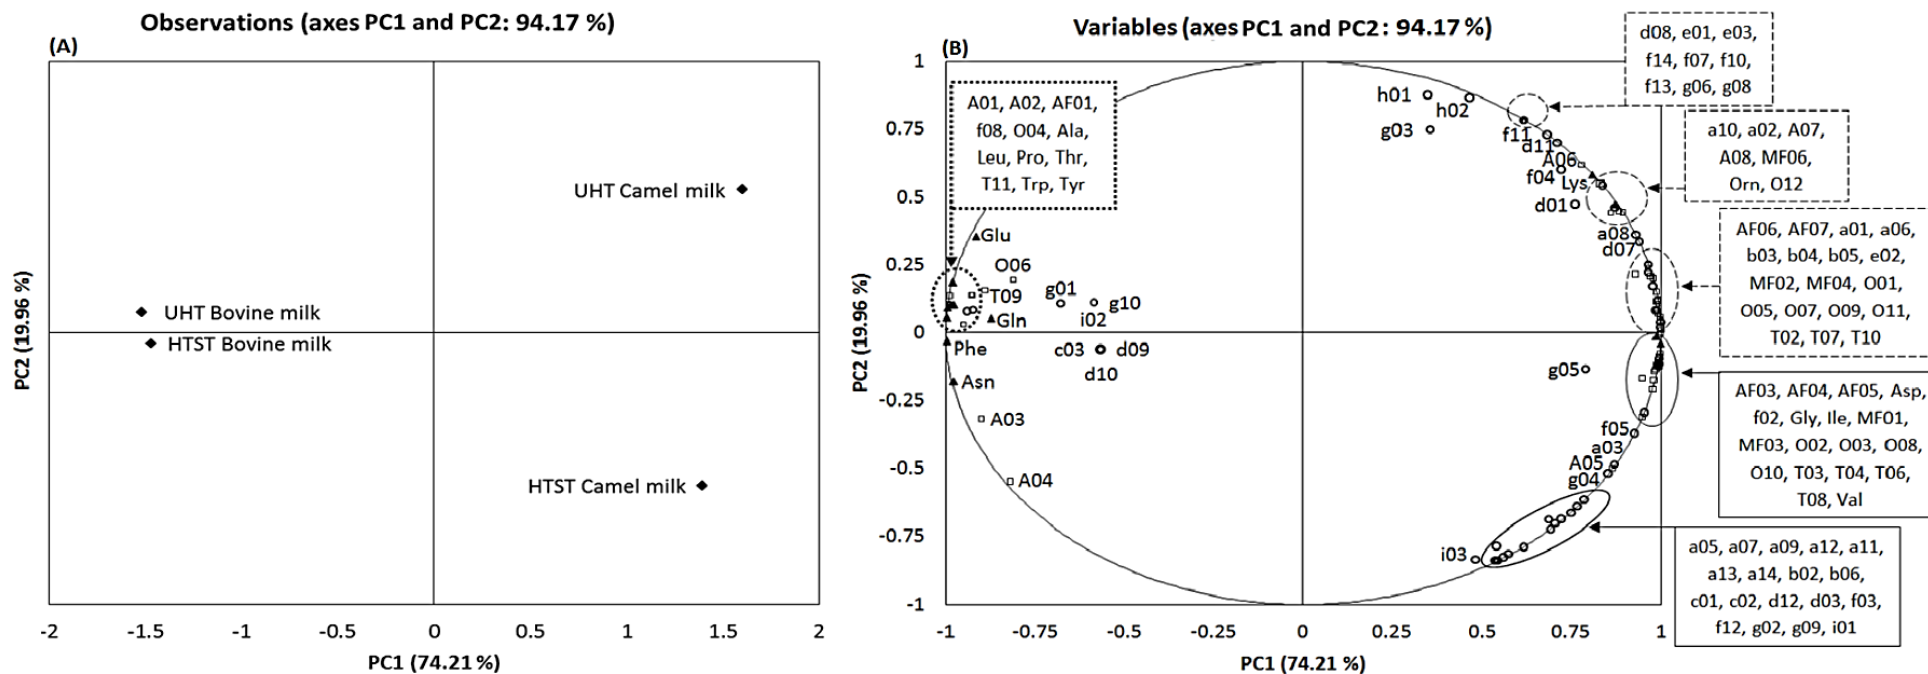 Observations (axes PC1 and PC2: 94.17 %)
(A)
UHT Camel milk
UHT Bovine milk
HTST Bovine milk
HTST Camel milk
PC2 (19.96 %)
-2 -1.5 -1 -0.5 0 0.5 1 1.5 2
PC1 (74.21 %)
Variables (axes PC1 and PC2: 94.17 %)
(B)
1
0.75
0.5
0.25
0
-0.25
-0.5
-0.75
-1
PC2 (19.96 %)
A01, A02, AF01,
f08, O04, Ala,
Leu, Pro, Thr,
T11, Trp, Tyr
Glu
O06
T09
Gln
g01
g10
i02
Phe
c03 d09
d10
Asn
A03
A04
h01
h02
g03
f11
d11
A06
f04 Lys
d01
a08
d07
g05
f05
a03
A05
g04
i03
d08, e01, e03,
f14, f07, f10,
f13, g06, g08
a10, a02, A07,
A08, MF06,
Orn, O12
AF06, AF07, a01, a06,
b03, b04, b05, e02,
MF02, MF04, O01,
O05, O07, O09, O11,
T02, T07, T10
AF03, AF04, AF05, Asp,
f02, Gly, Ile, MF01,
MF03, O02, O03, O08,
O10, T03, T04, T06,
T08, Val
a05, a07, a09, a12, a11,
a13, a14, b02, b06,
c01, c02, d12, d03, f03,
f12, g02, g09, i01
-1 -0.75 -0.5 -0.25 0 0.25 0.5 0.75 1
PC1 (74.21 %)